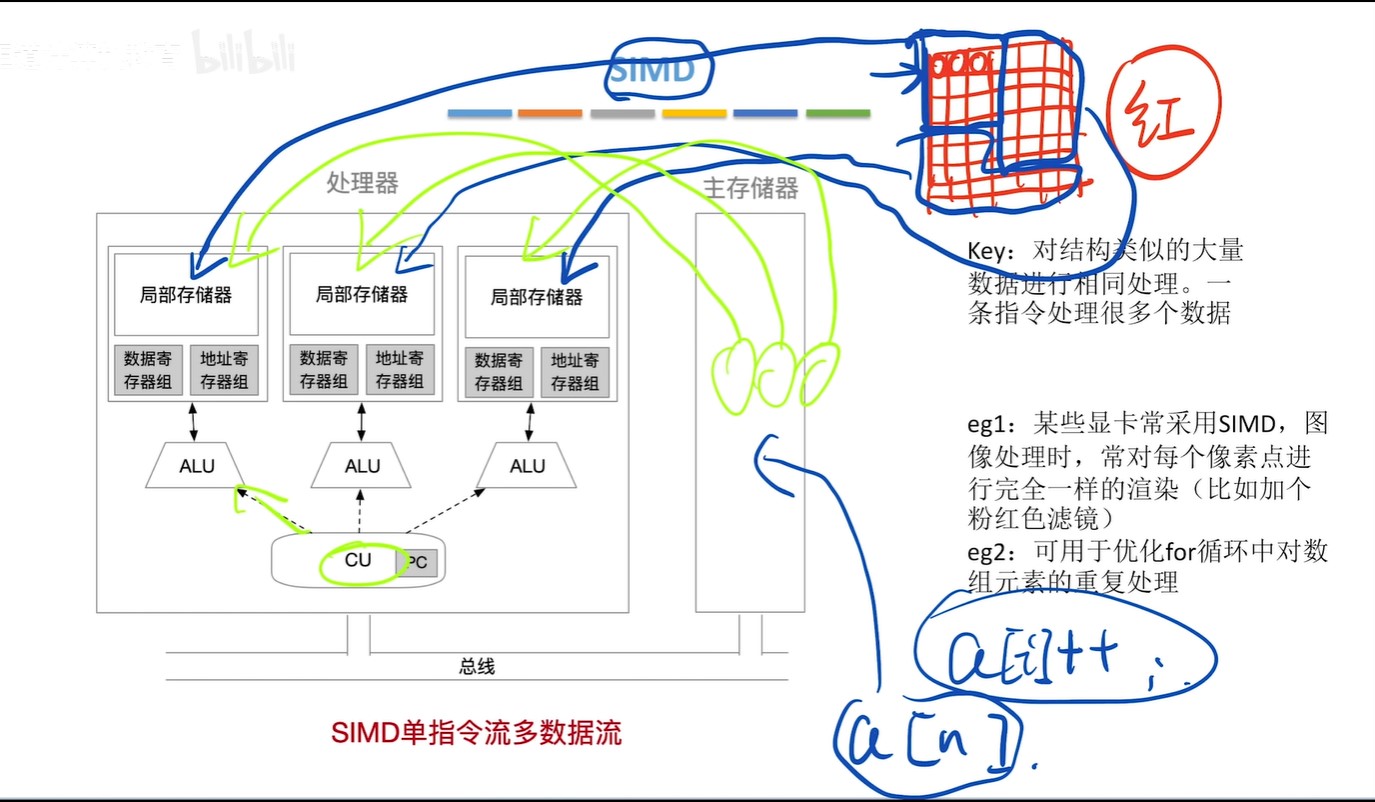 bilibili
SIMD
红
处理器
主存储器
局部存储器
局部存储器
局部存储器
数据寄
存器组
地址寄
存器组
数据寄
存器组
地址寄
存器组
数据寄
存器组
地址寄
存器组
ALU
ALU
ALU
CU
PC
总线
SIMD单指令流多数据流
Key：对结构类似的大量
数据进行相同处理。一
条指令处理很多个数据
eg1：某些显卡常采用SIMD，图
像处理时，常对每个像素点进
行完全一样的渲染（比如加个
粉红色滤镜）
eg2：可用于优化for循环中对数
组元素的重复处理
a[i]++;
a[n].